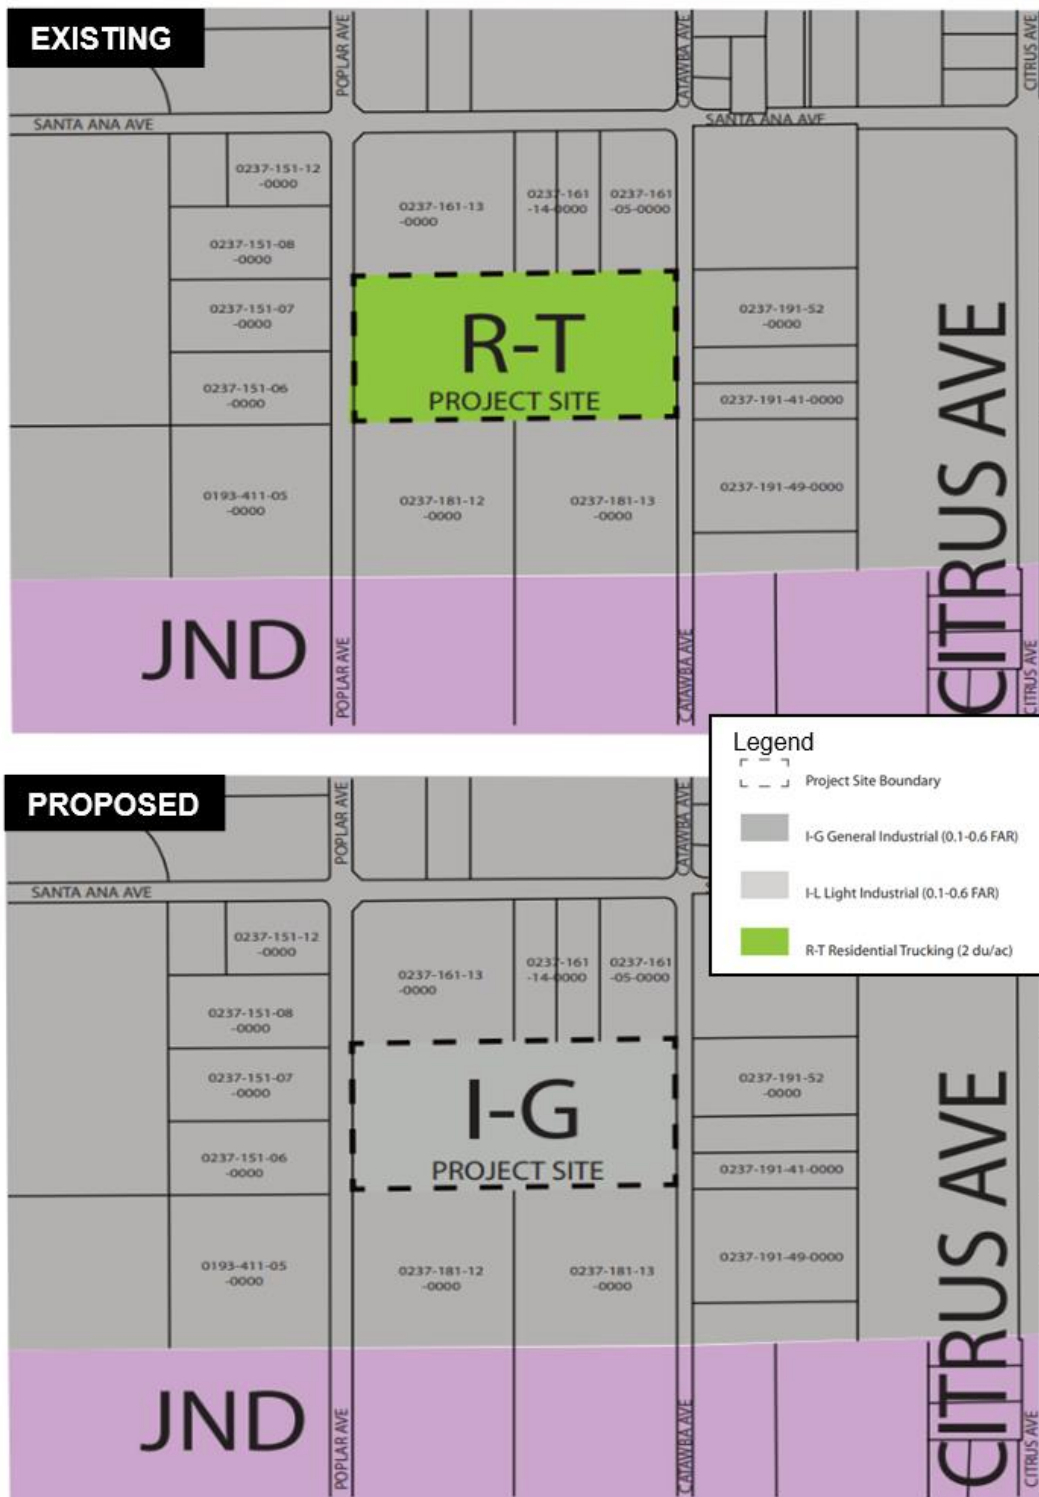 EXISTING
POPLAR AVE
CATAWBA AVE
CITRUS AVE
SANTA ANA AVE
SANTA ANA AVE
0237-151-12
-0000
0237-161-13
-0000
0237-161
-14-0000
0237-161
-05-0000
0237-151-08
-0000
0237-151-07
-0000
0237-191-52
-0000
R-T
PROJECT SITE
0237-151-06
-0000
0237-191-41-0000
0193-411-05
-0000
0237-181-12
-0000
0237-181-13
-0000
0237-191-49-0000
CITRUS AVE
JND
POPLAR AVE
CATAWBA AVE
CITRUS AVE
Legend
Project Site Boundary
I-G General Industrial (0.1-0.6 FAR)
I-L Light Industrial (0.1-0.6 FAR)
R-T Residential Trucking (2 du/ac)
PROPOSED
POPLAR AVE
CATAWBA AVE
SANTA ANA AVE
0237-151-12
-0000
0237-161-13
-0000
0237-161
-14-0000
0237-161
-05-0000
0237-151-08
-0000
0237-151-07
-0000
0237-191-52
-0000
I-G
PROJECT SITE
0237-151-06
-0000
0237-191-41-0000
0193-411-05
-0000
0237-181-12
-0000
0237-181-13
-0000
0237-191-49-0000
CITRUS AVE
JND
POPLAR AVE
CATAWBA AVE
CITRUS AVE